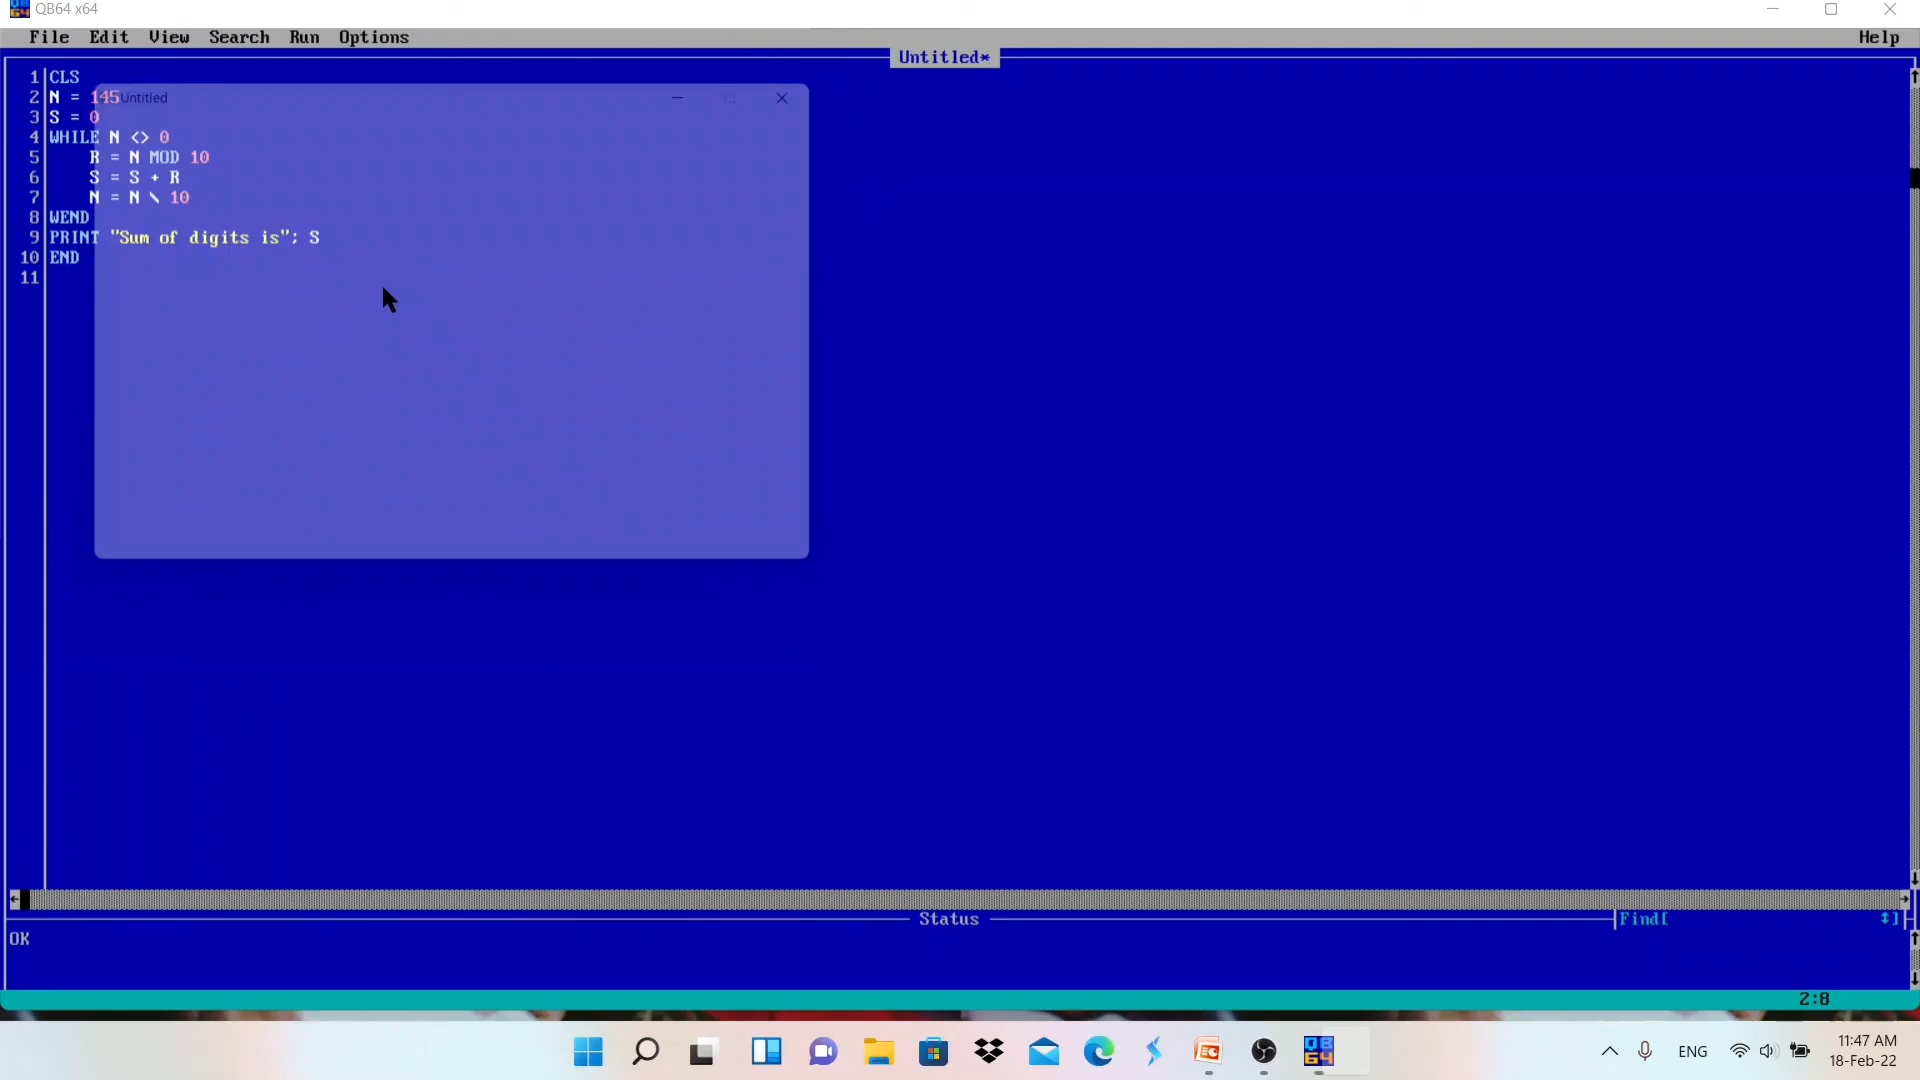 QB64 x64
File Edit View Search Run Options Help
Untitled*
1 CLS
2 N = 145
Untitled
3 S = 0
4 WHILE N <> 0
5 R = N MOD 10
6 S = S + R
7 N = N \ 10
8 WEND
9 PRINT "Sum of digits is"; S
10 END
11
Status
Find[ ]
OK
2:8
ENG
11:47 AM
18-Feb-22